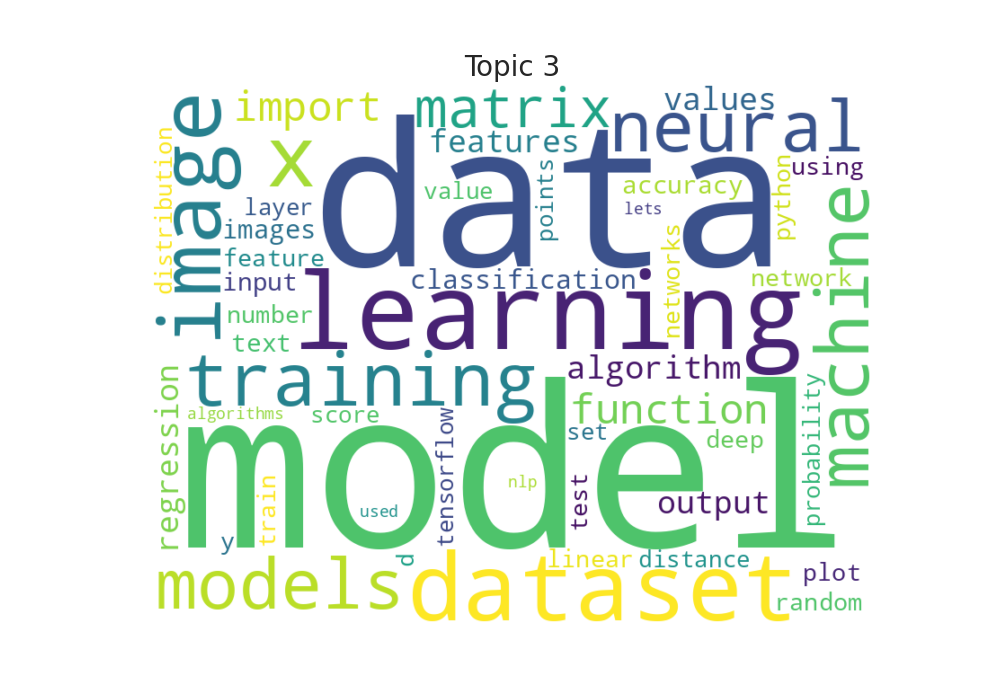 Topic 3
import
matrix
values
neural
image
x
data
features
distribution
value
points
accuracy
lets
python
using
layer
images
feature
input
classification
networks
network
machine
number
text
learning
training
algorithm
function
regression
algorithms
score
tensorflow
set
deep
probability
model
nlp
used
test
output
train
y
d
linear
distance
plot
models
dataset
random